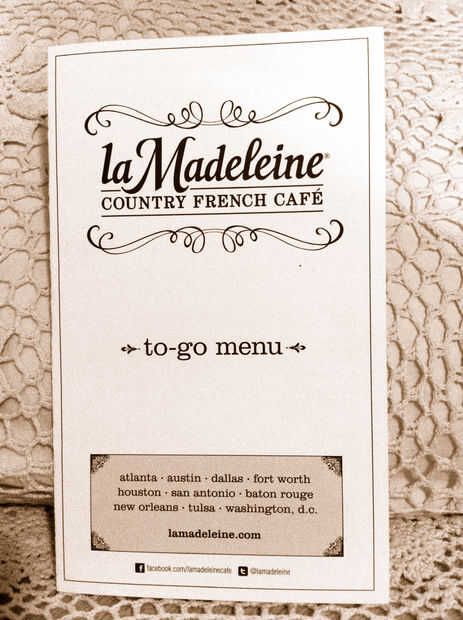 la Madeleine®
COUNTRY FRENCH CAFÉ
to-go menu
atlanta · austin · dallas · fort worth
houston · san antonio · baton rouge
new orleans · tulsa · washington, d.c.
lamadeleine.com
facebook.com/lamadeleinecafe @lamadeleine